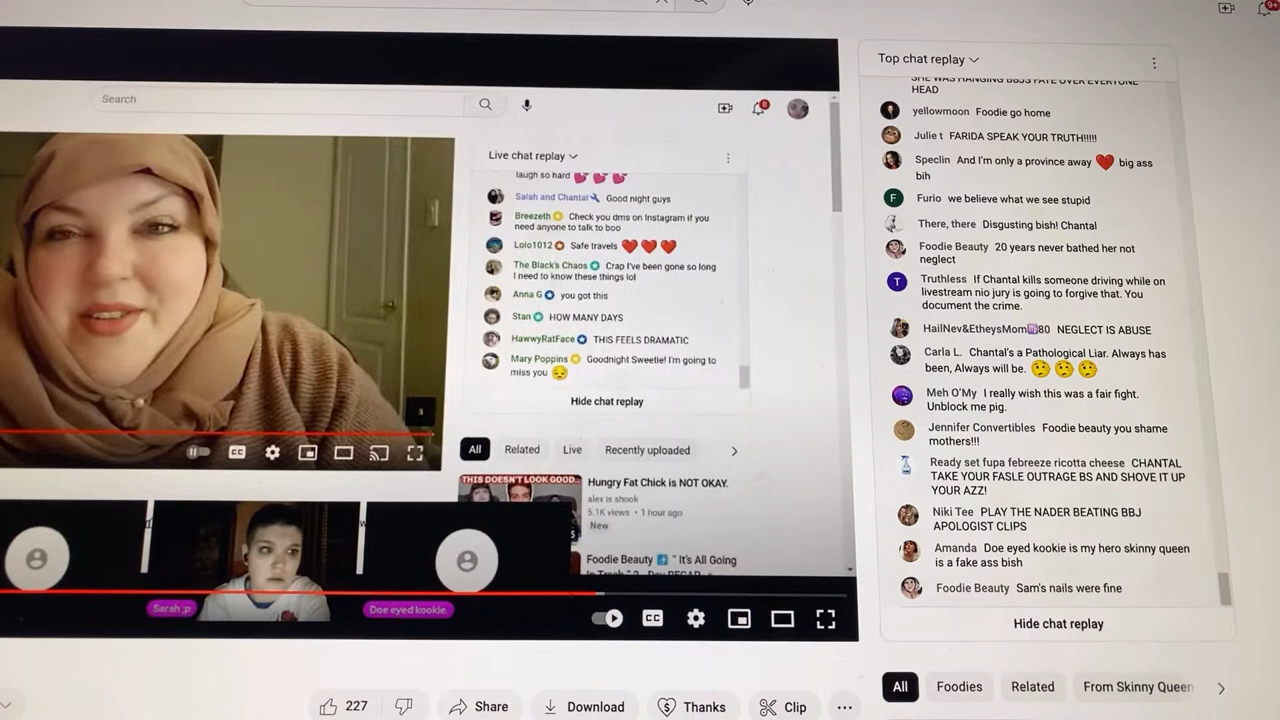 Search
8
9+
Live chat replay
laugh so hard
Salah and Chantal Good night guys
Breezeth Check you dms on Instagram if you
need anyone to talk to boo
Lolo1012 Safe travels
The Black's Chaos Crap I've been gone so long
I need to know these things lol
Anna G you got this
Stan HOW MANY DAYS
HawwyRatFace THIS FEELS DRAMATIC
Mary Poppins Goodnight Sweetie! I'm going to
miss you
Hide chat replay
All
Related
Live
Recently uploaded
THIS DOESN'T LOOK GOOD..
Hungry Fat Chick is NOT OKAY.
alex is shook
5.1K views • 1 hour ago
New
Foodie Beauty " It's All Going
CC
Sarah ;p
Doe eyed kookie.
CC
227
Share
Download
Thanks
Clip
Top chat replay
SHE WAS HANGING BBJS FATE OVER EVERYONE
HEAD
yellowmoon Foodie go home
Julie t FARIDA SPEAK YOUR TRUTH!!!!!
Speclin And I'm only a province away big ass
bih
F
Furio we believe what we see stupid
There, there Disgusting bish! Chantal
Foodie Beauty 20 years never bathed her not
neglect
T
Truthless If Chantal kills someone driving while on
livestream nio jury is going to forgive that. You
document the crime.
HailNev&EtheysMom80 NEGLECT IS ABUSE
Carla L. Chantal's a Pathological Liar. Always has
been, Always will be.
Meh O'My I really wish this was a fair fight.
Unblock me pig.
Jennifer Convertibles Foodie beauty you shame
mothers!!!
Ready set fupa febreeze ricotta cheese CHANTAL
TAKE YOUR FASLE OUTRAGE BS AND SHOVE IT UP
YOUR AZZ!
Niki Tee PLAY THE NADER BEATING BBJ
APOLOGIST CLIPS
Amanda Doe eyed kookie is my hero skinny queen
is a fake ass bish
Foodie Beauty Sam's nails were fine
Hide chat replay
All
Foodies
Related
From Skinny Queen